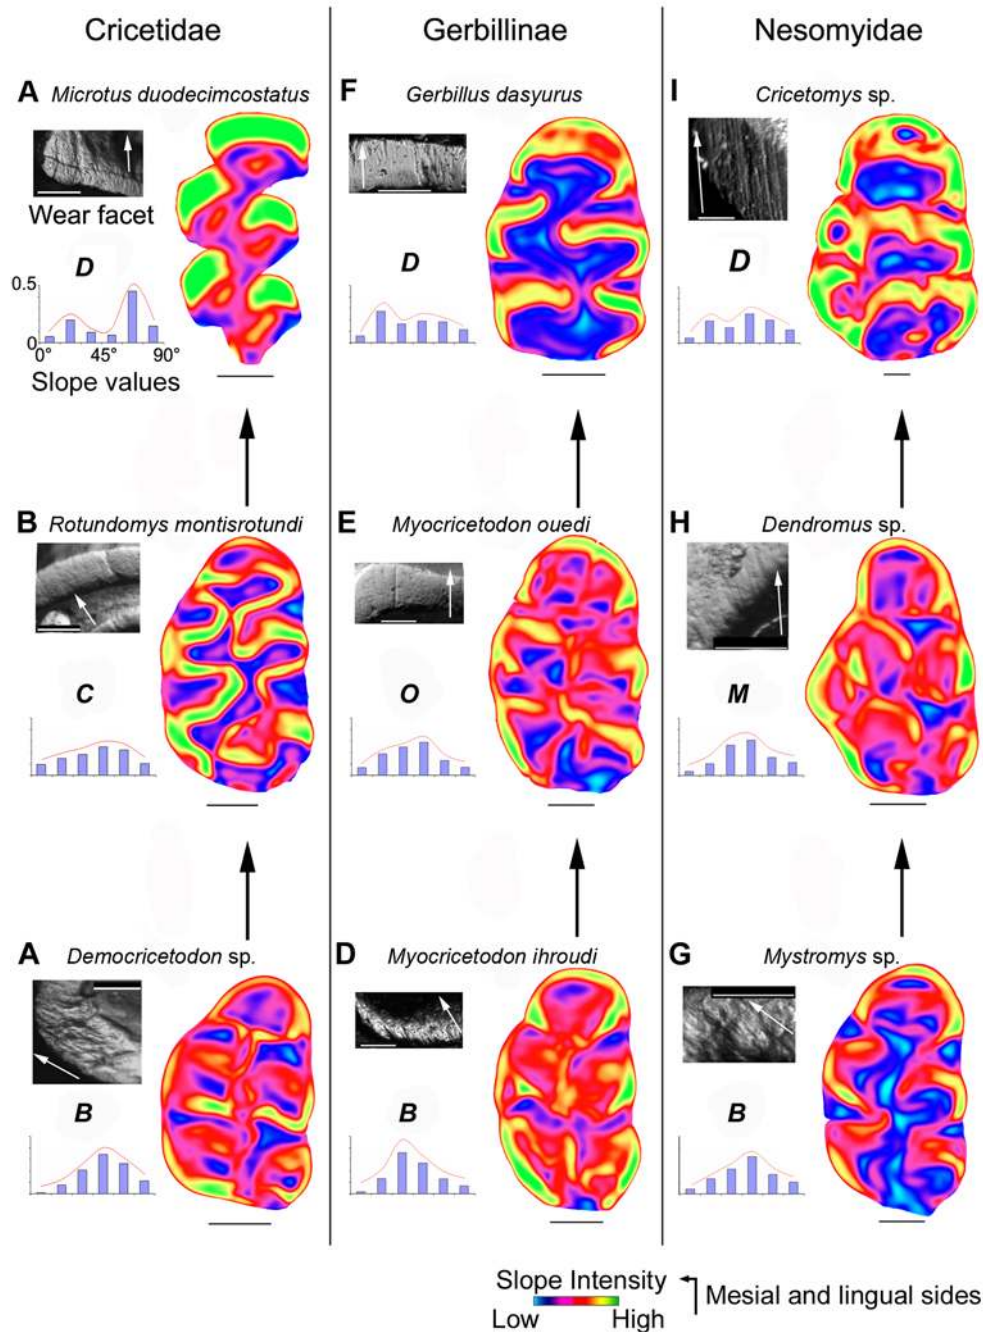 Cricetidae
Gerbillinae
Nesomyidae
A Microtus duodecimcostatus
F Gerbillus dasyurus
I Cricetomys sp.
Wear facet
D
0.5
0
0° 45° 90°
Slope values
D
D
B Rotundomys montisrotundi
E Myocricetodon ouedi
H Dendromus sp.
C
O
M
A Democricetodon sp.
D Myocricetodon ihroudi
G Mystromys sp.
B
B
B
Slope Intensity
Low High
Mesial and lingual sides